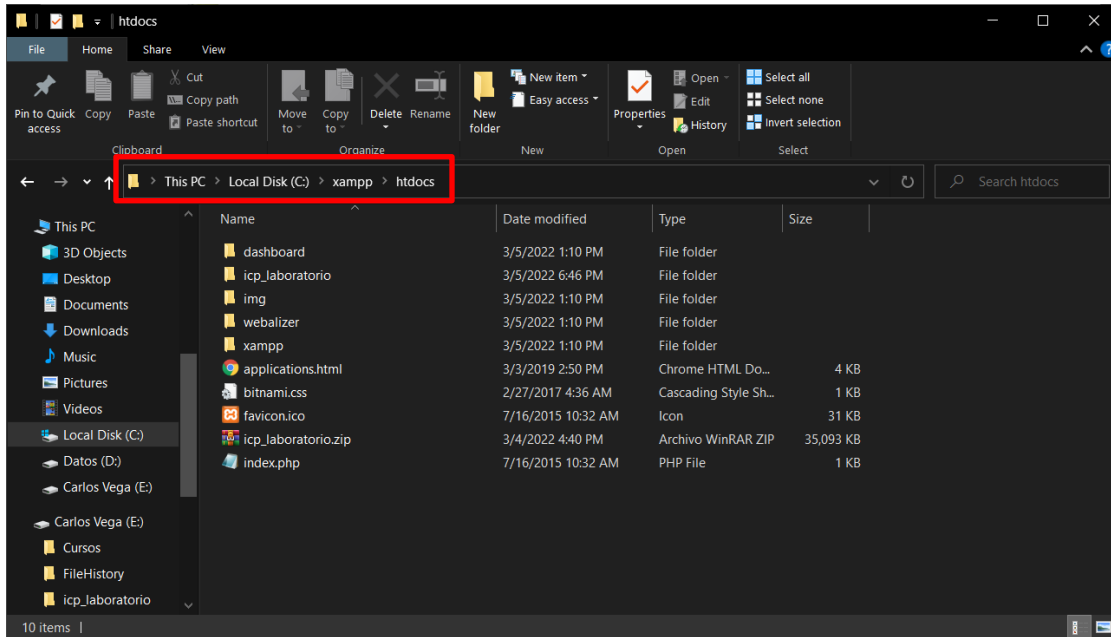 htdocs
File Home Share View
Pin to Quick access
Copy
Paste
Cut
Copy path
Paste shortcut
Clipboard
Move to
Copy to
Delete
Rename
Organize
New folder
New item
Easy access
New
Properties
Open
Edit
History
Open
Select all
Select none
Invert selection
Select
This PC > Local Disk (C:) > xampp > htdocs
Search htdocs
This PC
3D Objects
Desktop
Documents
Downloads
Music
Pictures
Videos
Local Disk (C:)
Datos (D:)
Carlos Vega (E:)
Carlos Vega (E:)
Cursos
FileHistory
icp_laboratorio
Name Date modified Type Size
dashboard 3/5/2022 1:10 PM File folder
icp_laboratorio 3/5/2022 6:46 PM File folder
img 3/5/2022 1:10 PM File folder
webalizer 3/5/2022 1:10 PM File folder
xampp 3/5/2022 1:10 PM File folder
applications.html 3/3/2019 2:50 PM Chrome HTML Do... 4 KB
bitnami.css 2/27/2017 4:36 AM Cascading Style Sh... 1 KB
favicon.ico 7/16/2015 10:32 AM Icon 31 KB
icp_laboratorio.zip 3/4/2022 4:40 PM Archivo WinRAR ZIP 35,093 KB
index.php 7/16/2015 10:32 AM PHP File 1 KB
10 items